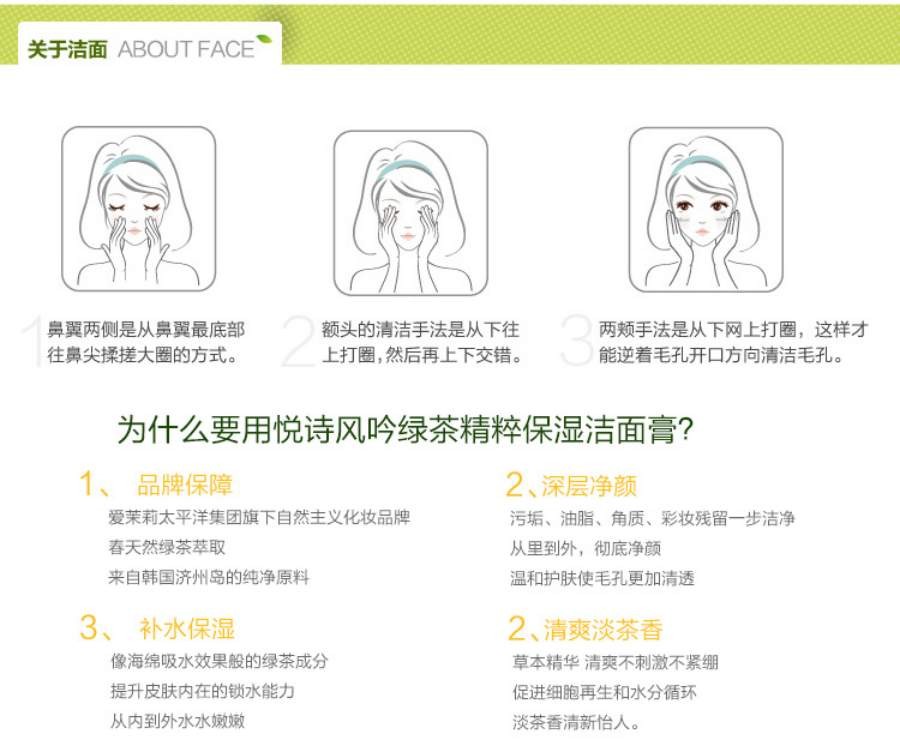 关于洁面 ABOUT FACE
1 鼻翼两侧是从鼻翼最底部
往鼻尖揉搓大圈的方式。
2 额头的清洁手法是从下往
上打圈,然后再上下交错。
3 两颊手法是从下网上打圈，这样才
能逆着毛孔开口方向清洁毛孔。
为什么要用悦诗风吟绿茶精粹保湿洁面膏?
1、 品牌保障
爱茉莉太平洋集团旗下自然主义化妆品牌
春天然绿茶萃取
来自韩国济州岛的纯净原料
2、深层净颜
污垢、油脂、角质、彩妆残留一步洁净
从里到外，彻底净颜
温和护肤使毛孔更加清透
3、 补水保湿
像海绵吸水效果般的绿茶成分
提升皮肤内在的锁水能力
从内到外水水嫩嫩
2、清爽淡茶香
草本精华 清爽不刺激不紧绷
促进细胞再生和水分循环
淡茶香清新怡人。